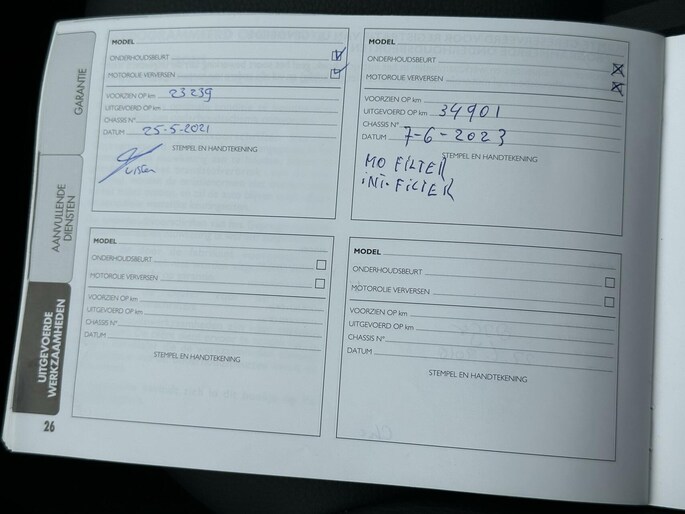 GARANTIE
AANVULLENDE
DIENSTEN
UITGEVOERDE
WERKZAAMHEDEN
26
MODEL
ONDERHOUDSBEURT
MOTOROLIE VERVERSEN
VOORZIEN OP km 23239
UITGEVOERD OP km
CHASSIS N°
DATUM 25-5-2021
STEMPEL EN HANDTEKENING
MODEL
ONDERHOUDSBEURT
MOTOROLIE VERVERSEN
VOORZIEN OP km
UITGEVOERD OP km 34901
CHASSIS N°
DATUM 7-6-2023
STEMPEL EN HANDTEKENING
MO FILTER
iNT. FiLTER
MODEL
ONDERHOUDSBEURT
MOTOROLIE VERVERSEN
VOORZIEN OP km
UITGEVOERD OP km
CHASSIS N°
DATUM
STEMPEL EN HANDTEKENING
MODEL
ONDERHOUDSBEURT
MOTOROLIE VERVERSEN
VOORZIEN OP km
UITGEVOERD OP km
CHASSIS N°
DATUM
STEMPEL EN HANDTEKENING